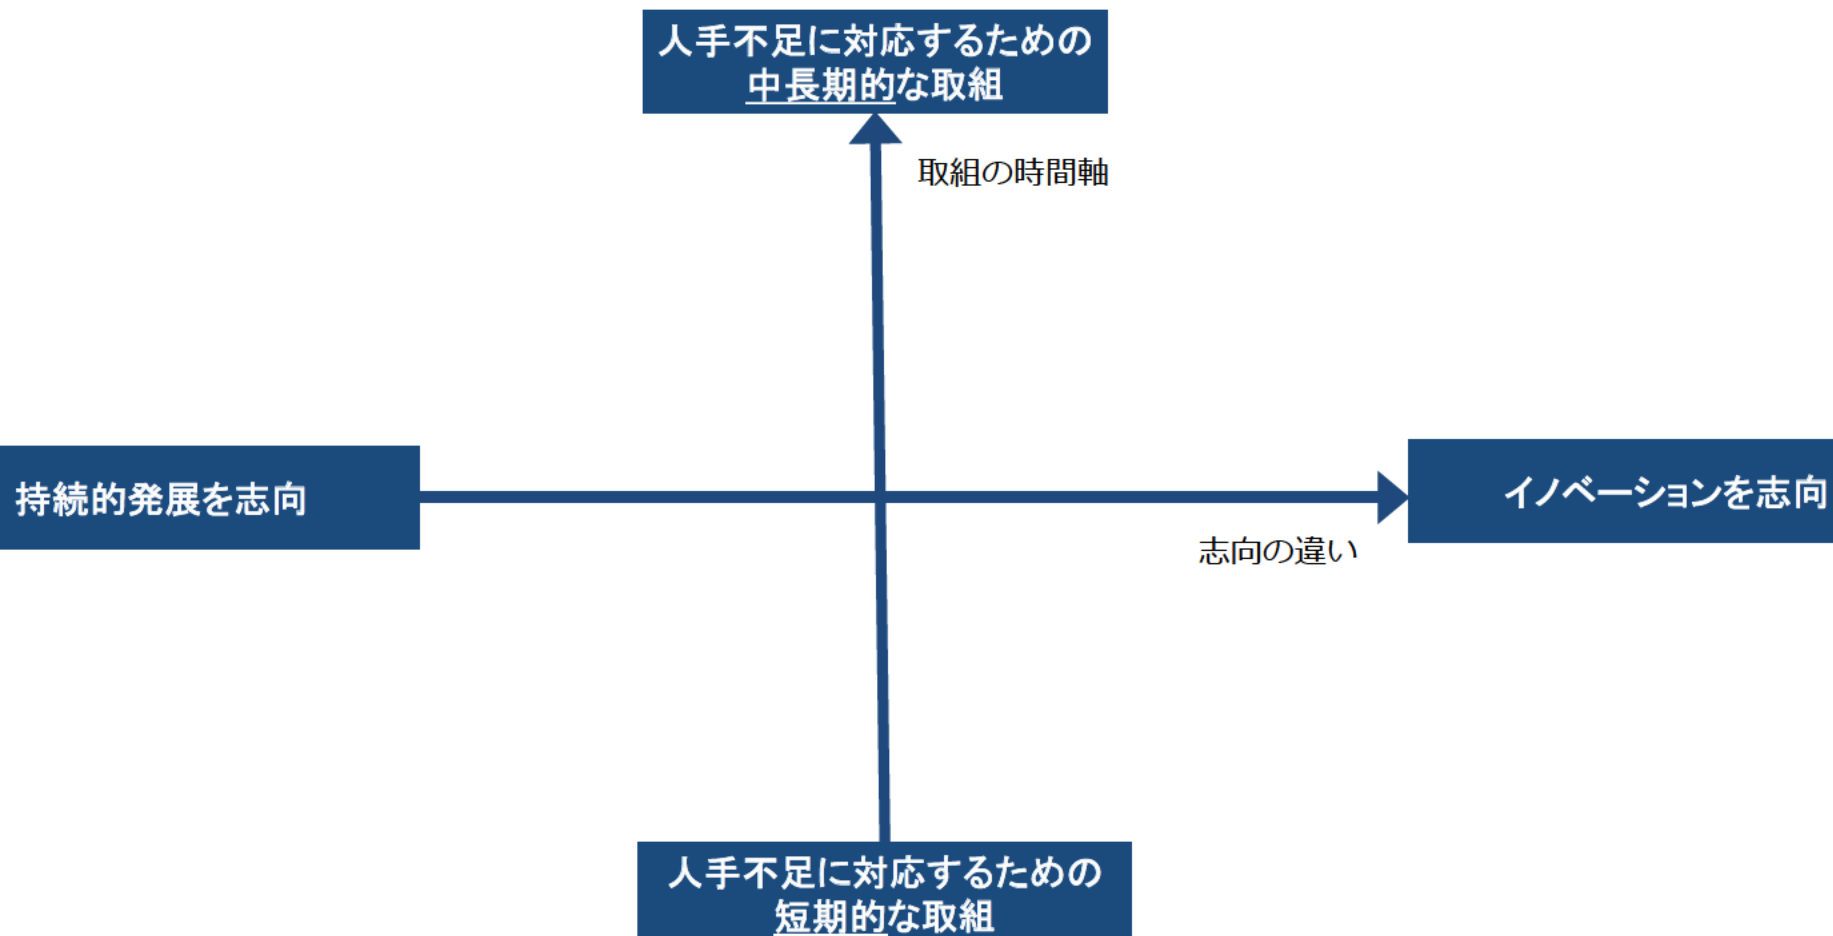 人手不足に対応するための
中長期的な取組
取組の時間軸
持続的発展を志向
イノベーションを志向
志向の違い
人手不足に対応するための
短期的な取組